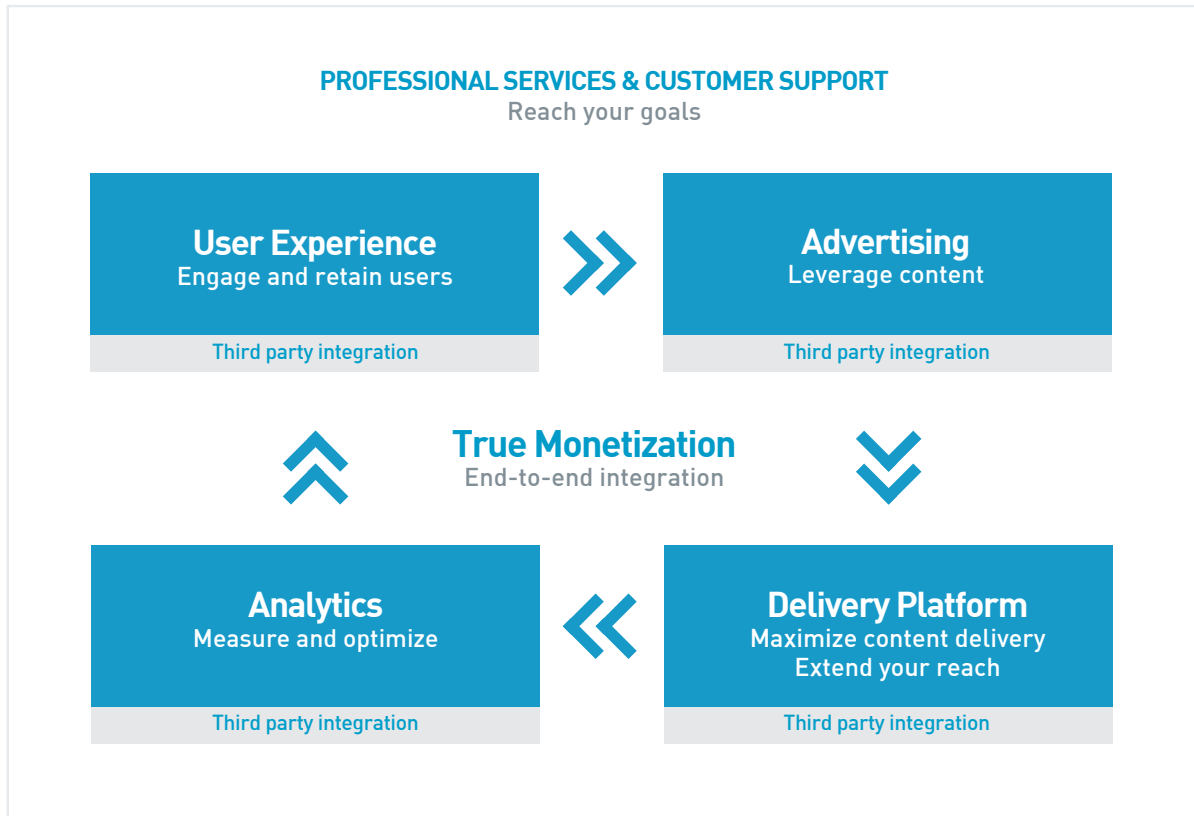 PROFESSIONAL SERVICES & CUSTOMER SUPPORT
Reach your goals
User Experience
Engage and retain users
Third party integration
Advertising
Leverage content
Third party integration
True Monetization
End-to-end integration
Analytics
Measure and optimize
Third party integration
Delivery Platform
Maximize content delivery
Extend your reach
Third party integration